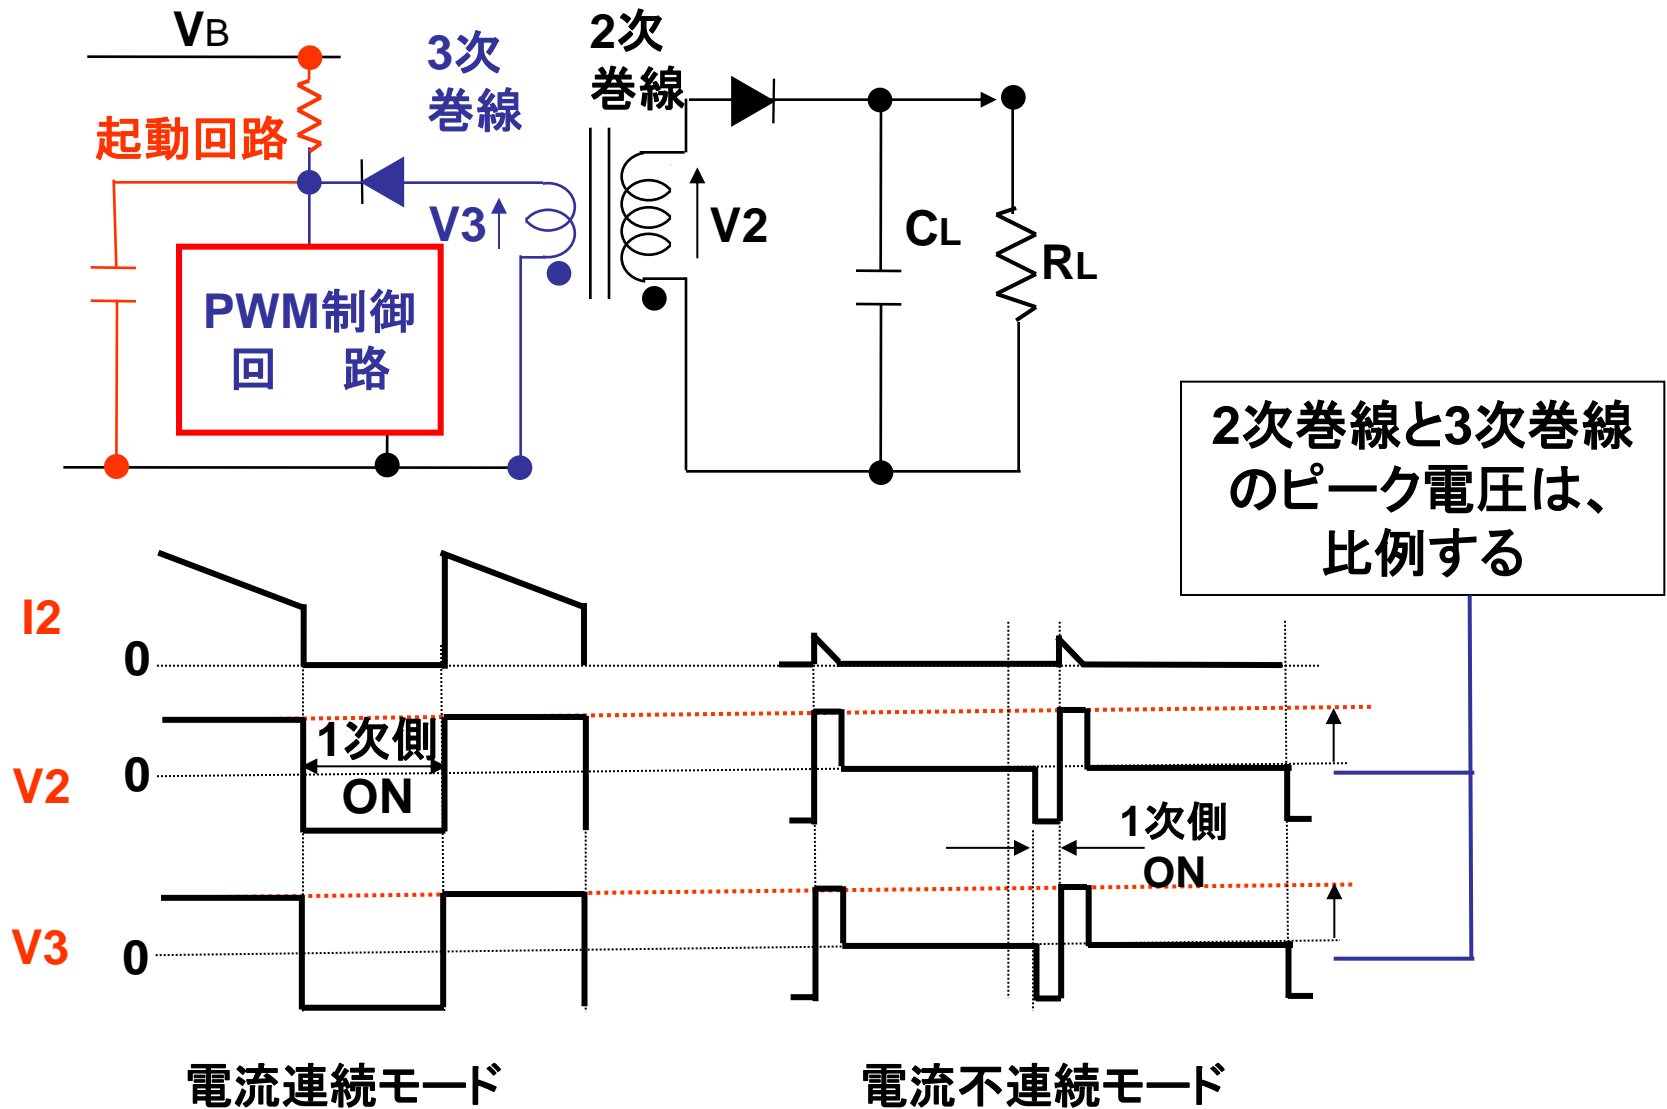 VB
3次
巻線
2次
巻線
起動回路
V3
V2
CL
RL
PWM制御
回 路
2次巻線と3次巻線
のピーク電圧は、
比例する
I2
0
1次側
ON
V2
0
1次側
ON
V3
0
電流連続モード
電流不連続モード